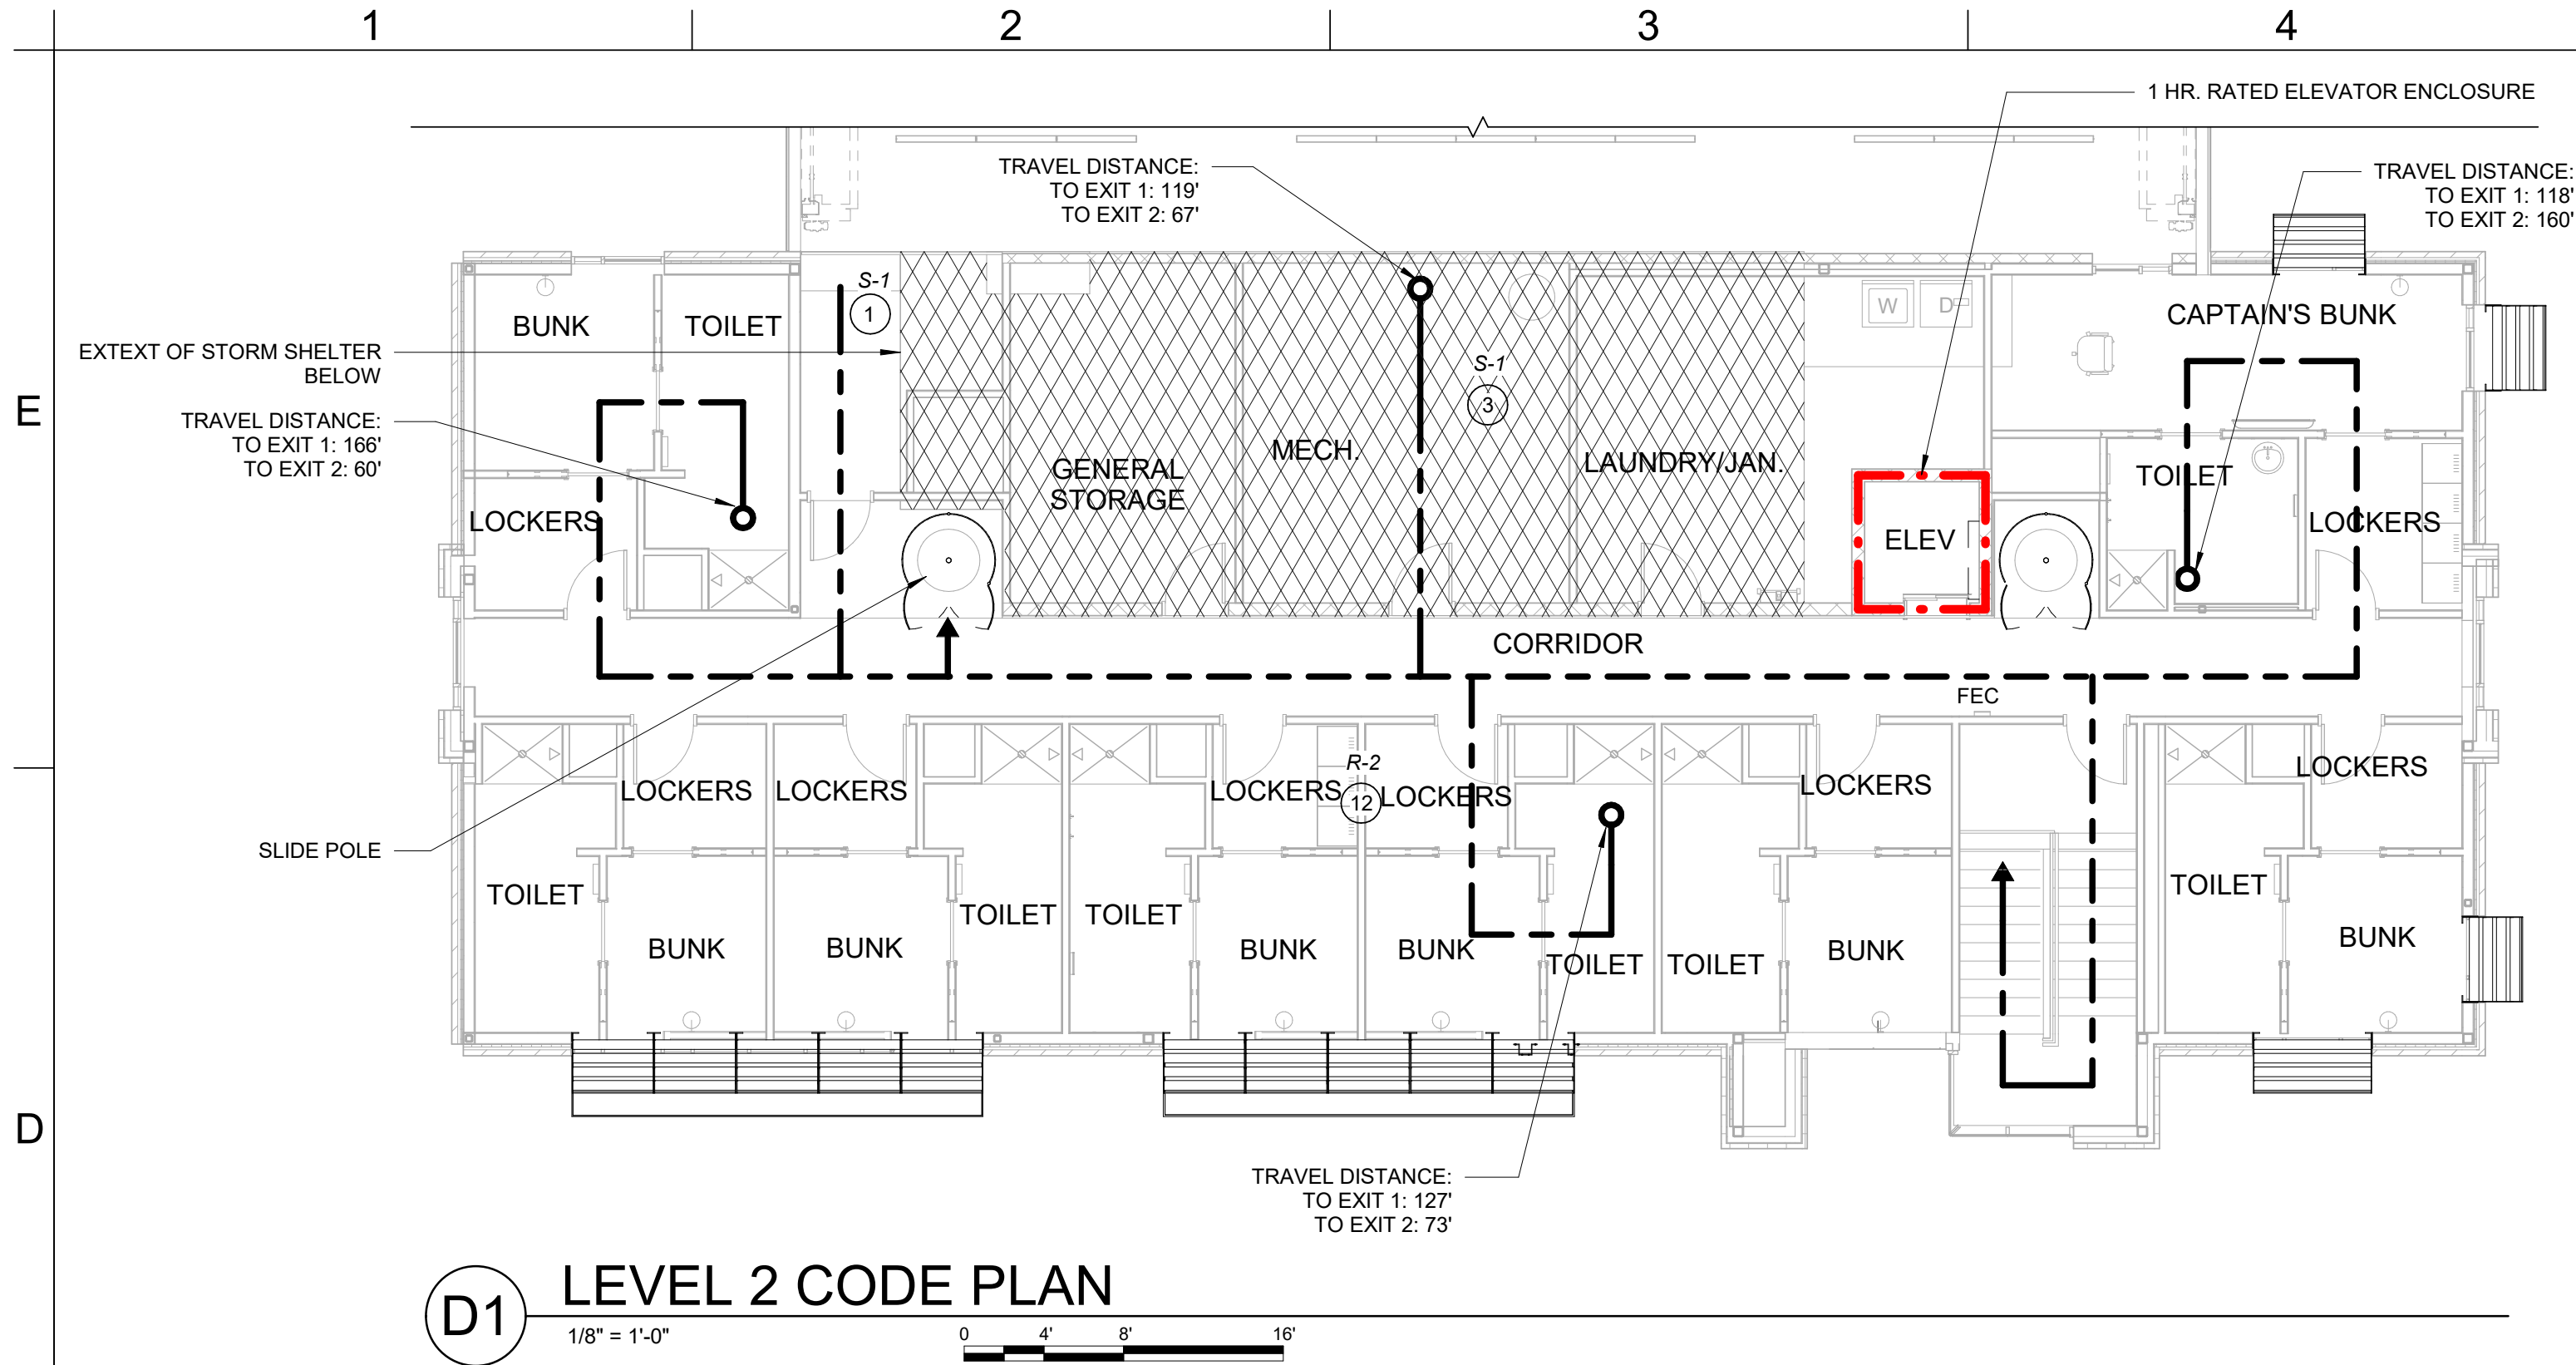 1
2
3
4
1 HR. RATED ELEVATOR ENCLOSURE
TRAVEL DISTANCE:
TO EXIT 1: 119'
TO EXIT 2: 67'
TRAVEL DISTANCE:
TO EXIT 1: 118'
TO EXIT 2: 160'
S-1
1
BUNK
TOILET
W
D
CAPTAIN'S BUNK
EXTEXT OF STORM SHELTER
BELOW
S-1
3
E
TRAVEL DISTANCE:
TO EXIT 1: 166'
TO EXIT 2: 60'
GENERAL
STORAGE
MECH.
LAUNDRY/JAN.
TOILET
LOCKERS
LOCKERS
ELEV
CORRIDOR
FEC
R-2
12
LOCKERS
LOCKERS
LOCKERS
LOCKERS
LOCKERS
LOCKERS
SLIDE POLE
TOILET
TOILET
TOILET
TOILET
TOILET
TOILET
BUNK
BUNK
BUNK
BUNK
BUNK
BUNK
D
TRAVEL DISTANCE:
TO EXIT 1: 127'
TO EXIT 2: 73'
D1
LEVEL 2 CODE PLAN
1/8" = 1'-0"
0 4' 8' 16'